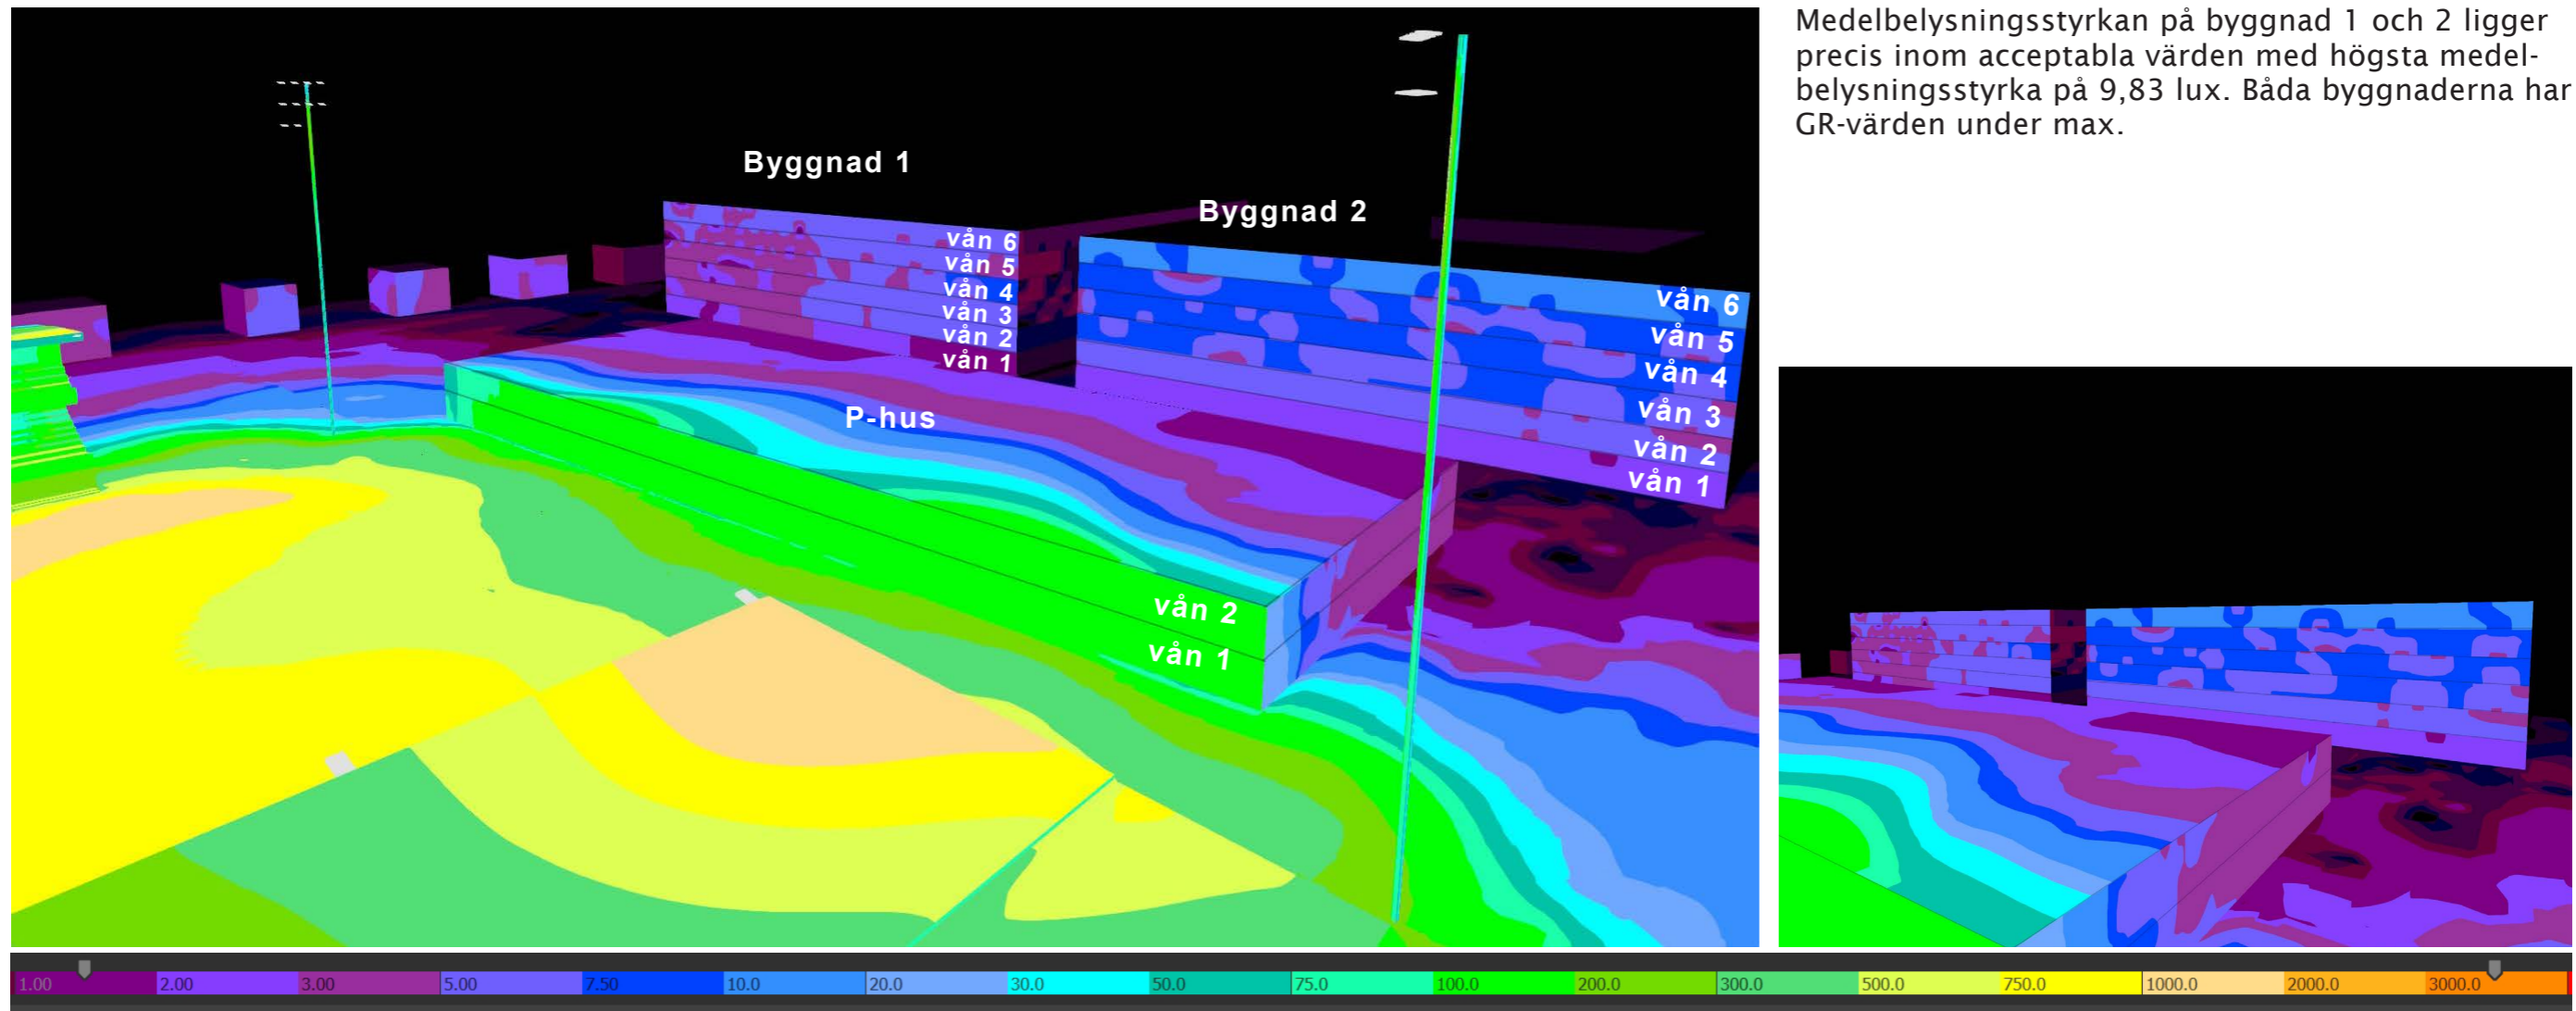 Medelbelysningsstyrkan på byggnad 1 och 2 ligger
precis inom acceptabla värden med högsta medel-
belysningsstyrka på 9,83 lux. Båda byggnaderna har
GR-värden under max.
Byggnad 1
vån 6
vån 5
vån 4
vån 3
vån 2
vån 1
Byggnad 2
vån 6
vån 5
vån 4
vån 3
vån 2
vån 1
P-hus
vån 2
vån 1
1.00 2.00 3.00 5.00 7.50 10.0 20.0 30.0 50.0 75.0 100.0 200.0 300.0 500.0 750.0 1000.0 2000.0 3000.0